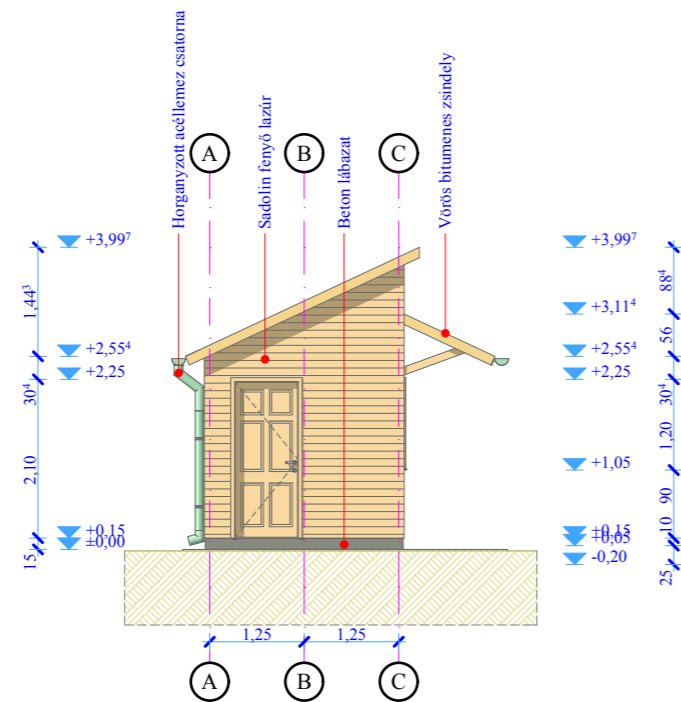 Horganyzott acéllemez csatorna
Sadolin fenyő lazúr
Beton lábazat
Vörös bitumenes zsindely
A
B
C
+3,99⁷
+3,99⁷
1,44³
88⁴
+3,11⁴
56
+2,55⁴
+2,55⁴
+2,25
+2,25
30⁴
30⁴
1,20
2,10
+1,05
90
+0,15
+0,15
±0,00
+0,05
10
15
-0,20
25
1,25
1,25
A
B
C